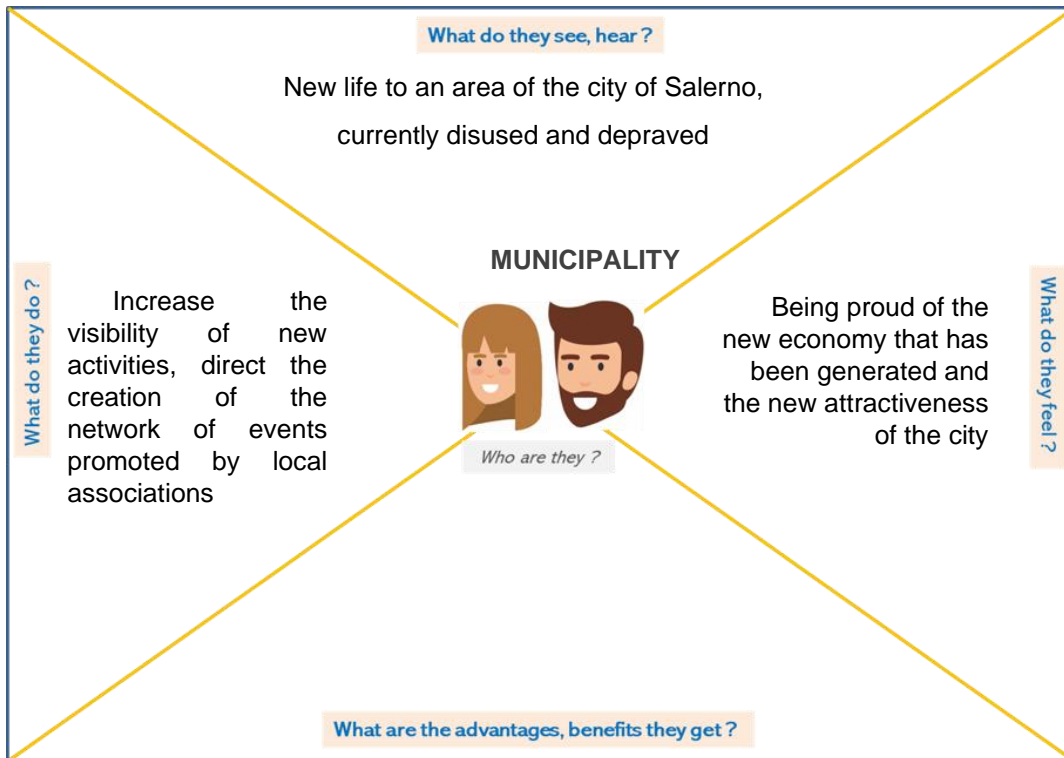 What do they see, hear ?
New life to an area of the city of Salerno,
currently disused and depraved
MUNICIPALITY
What do they do ?
Increase the
visibility of new
activities, direct the
creation of the
network of events
promoted by local
associations
Being proud of the
new economy that has
been generated and
the new attractiveness
of the city
What do they feel ?
Who are they ?
What are the advantages, benefits they get ?